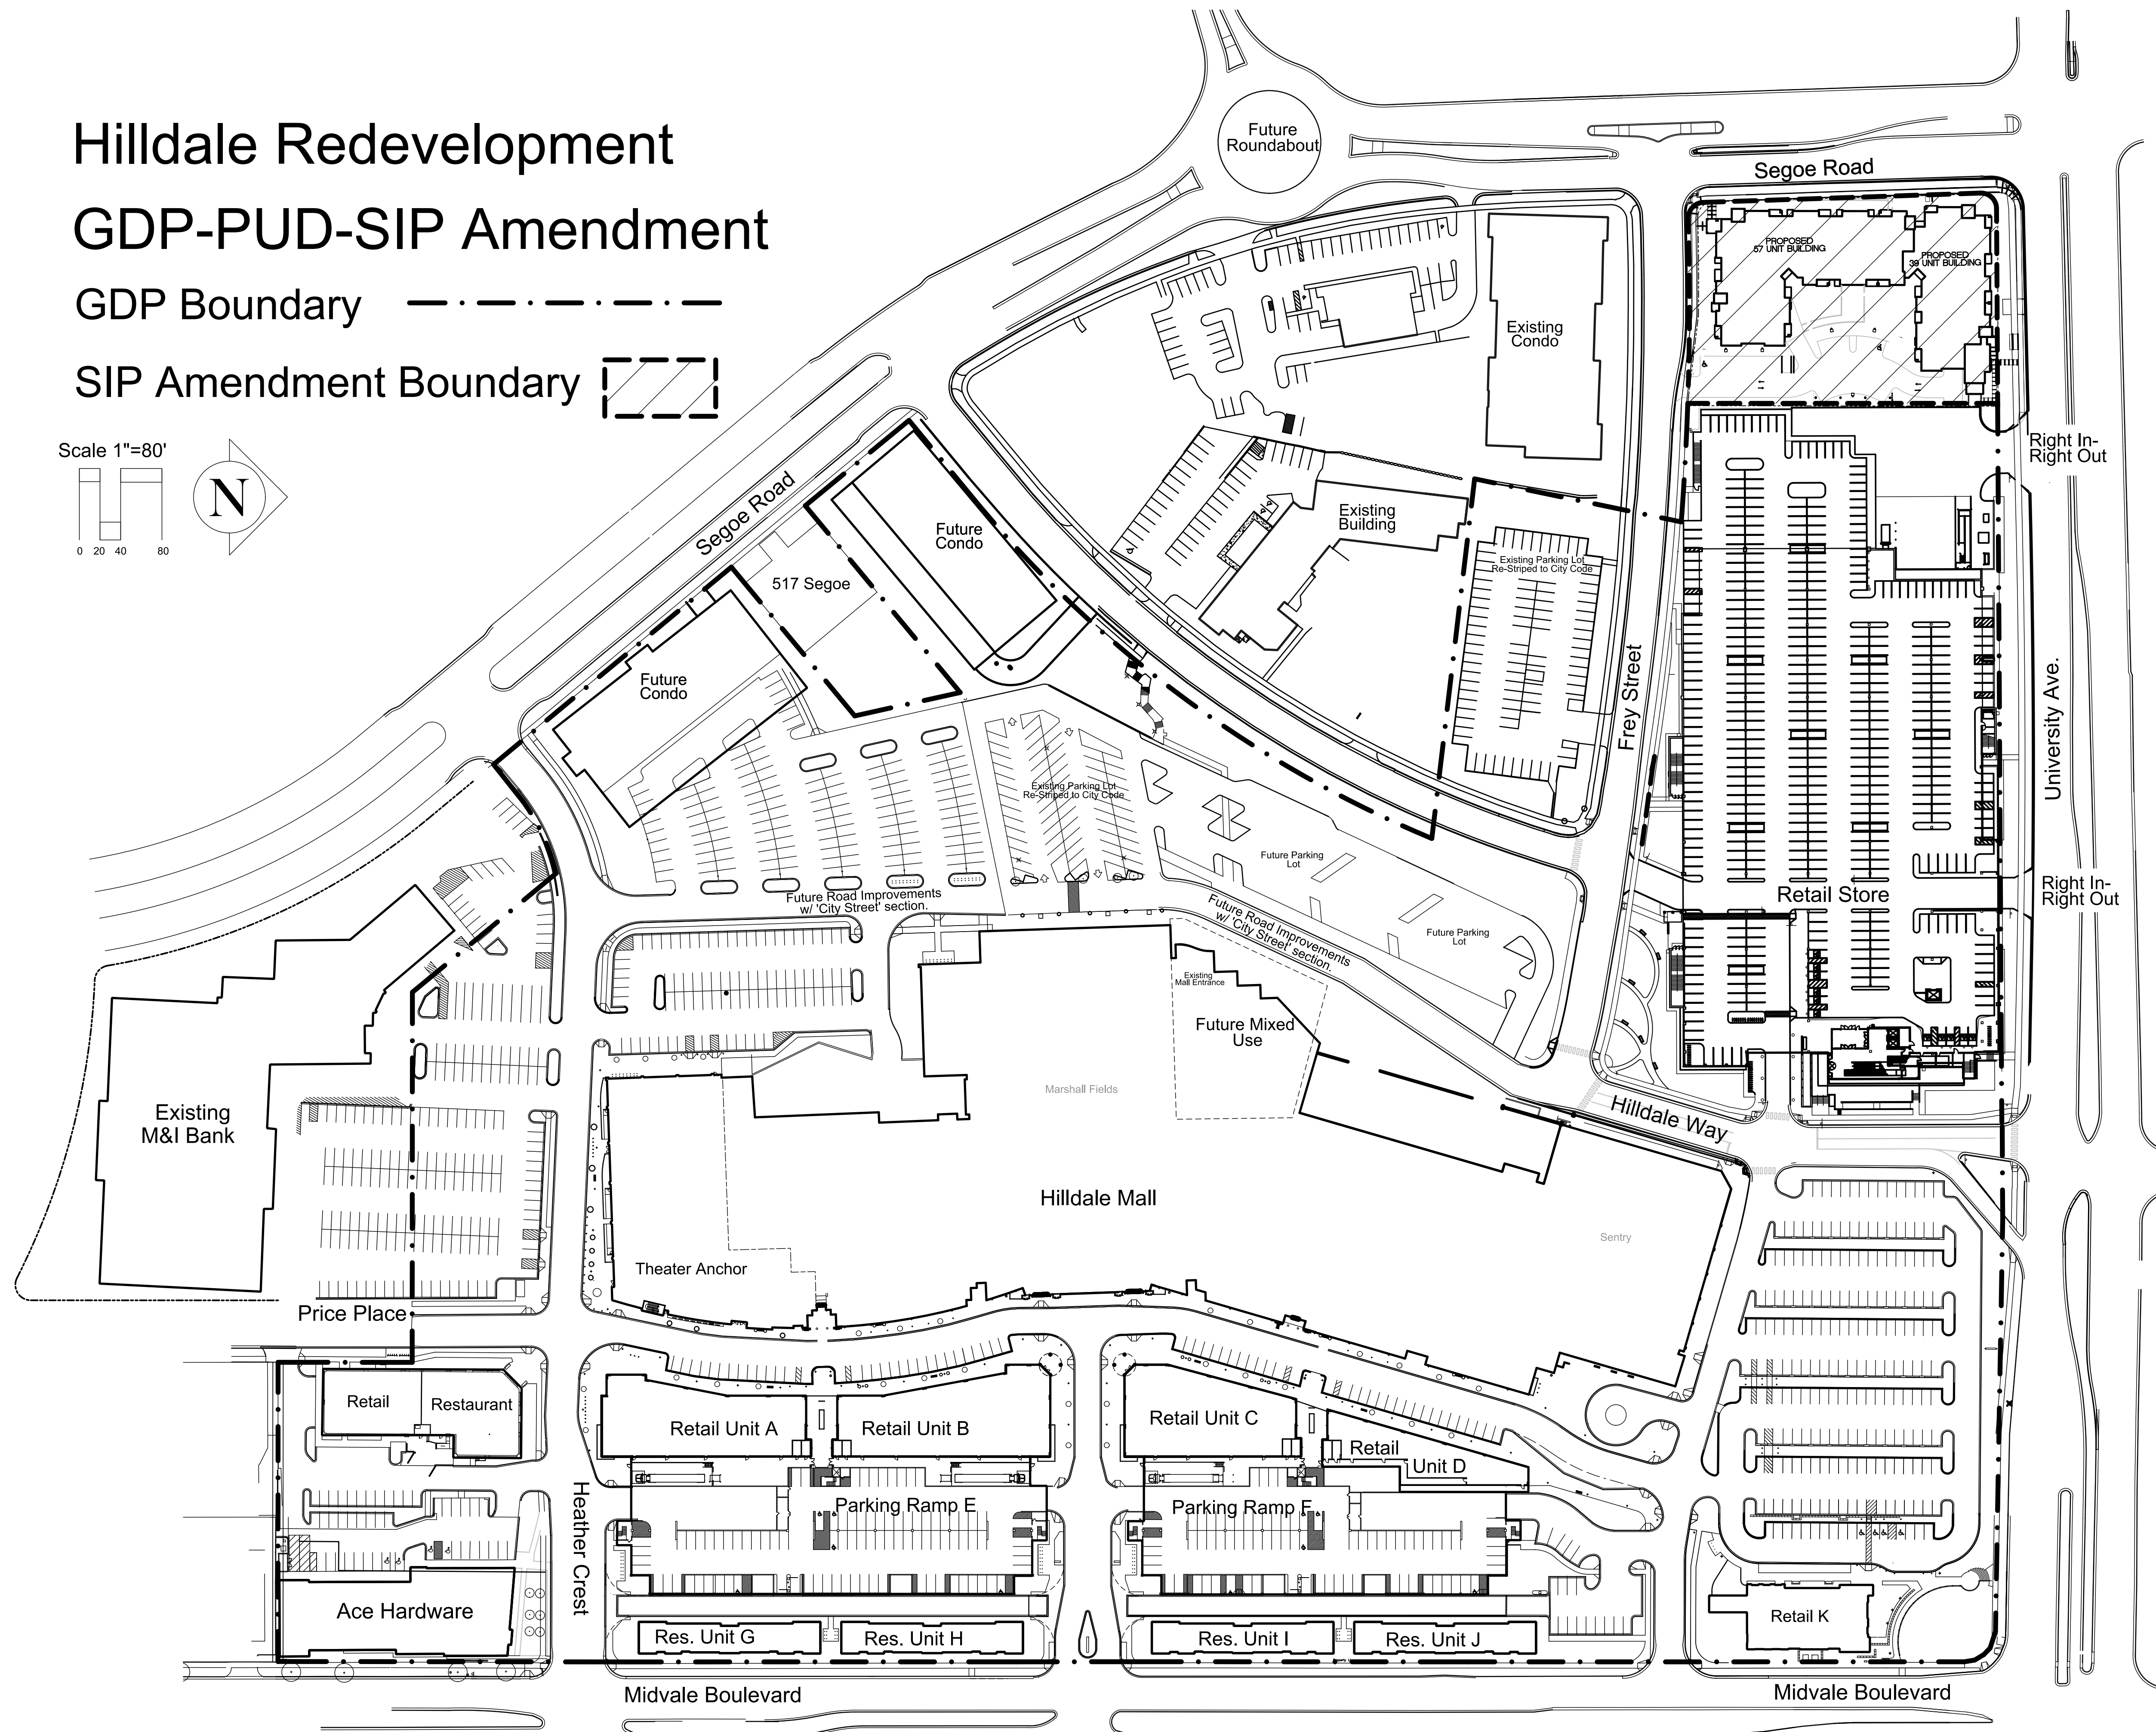 Hilldale Redevelopment
GDP-PUD-SIP Amendment
GDP Boundary
SIP Amendment Boundary
Scale 1"=80'
N
0 20 40 80
Future
Roundabout
Segoe Road
PROPOSED
57 UNIT BUILDING
PROPOSED
39 UNIT BUILDING
Existing
Condo
Right In-
Right Out
Segoe Road
Future
Condo
Existing
Building
Existing Parking Lot
Re-Striped to City Code
517 Segoe
Future
Condo
Frey Street
University Ave.
Existing Parking Lot
Re-Striped to City Code
Future Parking
Lot
Future Road Improvements
w/ 'City Street' section.
Future Road Improvements
w/ 'City Street' section.
Future Parking
Lot
Retail Store
Right In-
Right Out
Existing
Mall Entrance
Future Mixed
Use
Marshall Fields
Existing
M&I Bank
Hilldale Way
Hilldale Mall
Sentry
Theater Anchor
Price Place
Retail
Restaurant
Retail Unit A
Retail Unit B
Retail Unit C
Retail
Unit D
Heather Crest
Parking Ramp E
Parking Ramp F
Ace Hardware
Res. Unit G
Res. Unit H
Res. Unit I
Res. Unit J
Retail K
Midvale Boulevard
Midvale Boulevard